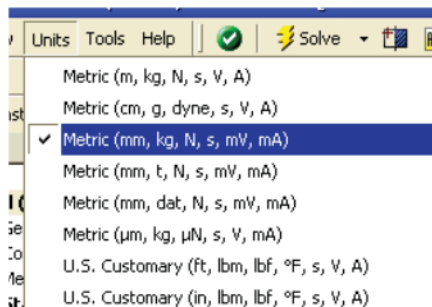 Units Tools Help Solve
Metric (m, kg, N, s, V, A)
Metric (cm, g, dyne, s, V, A)
Metric (mm, kg, N, s, mV, mA)
Metric (mm, t, N, s, mV, mA)
Metric (mm, dat, N, s, mV, mA)
Metric (µm, kg, µN, s, V, mA)
U.S. Customary (ft, lbm, lbf, °F, s, V, A)
U.S. Customary (in, lbm, lbf, °F, s, V, A)